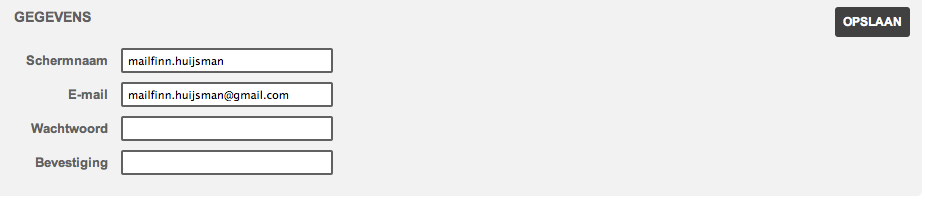 GEGEVENS
OPSLAAN
Schermnaam mailfinn.huijsman
E-mail mailfinn.huijsman@gmail.com
Wachtwoord
Bevestiging